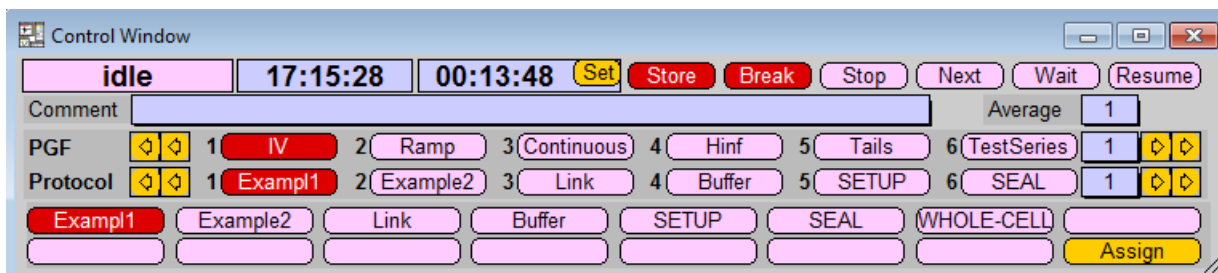 Control Window
idle 17:15:28 00:13:48 Set Store Break Stop Next Wait Resume
Comment Average 1
PGF 1 IV 2 Ramp 3 Continuous 4 Hinf 5 Tails 6 TestSeries 1
Protocol 1 Exampl1 2 Example2 3 Link 4 Buffer 5 SETUP 6 SEAL 1
Exampl1 Example2 Link Buffer SETUP SEAL WHOLE-CELL
Assign